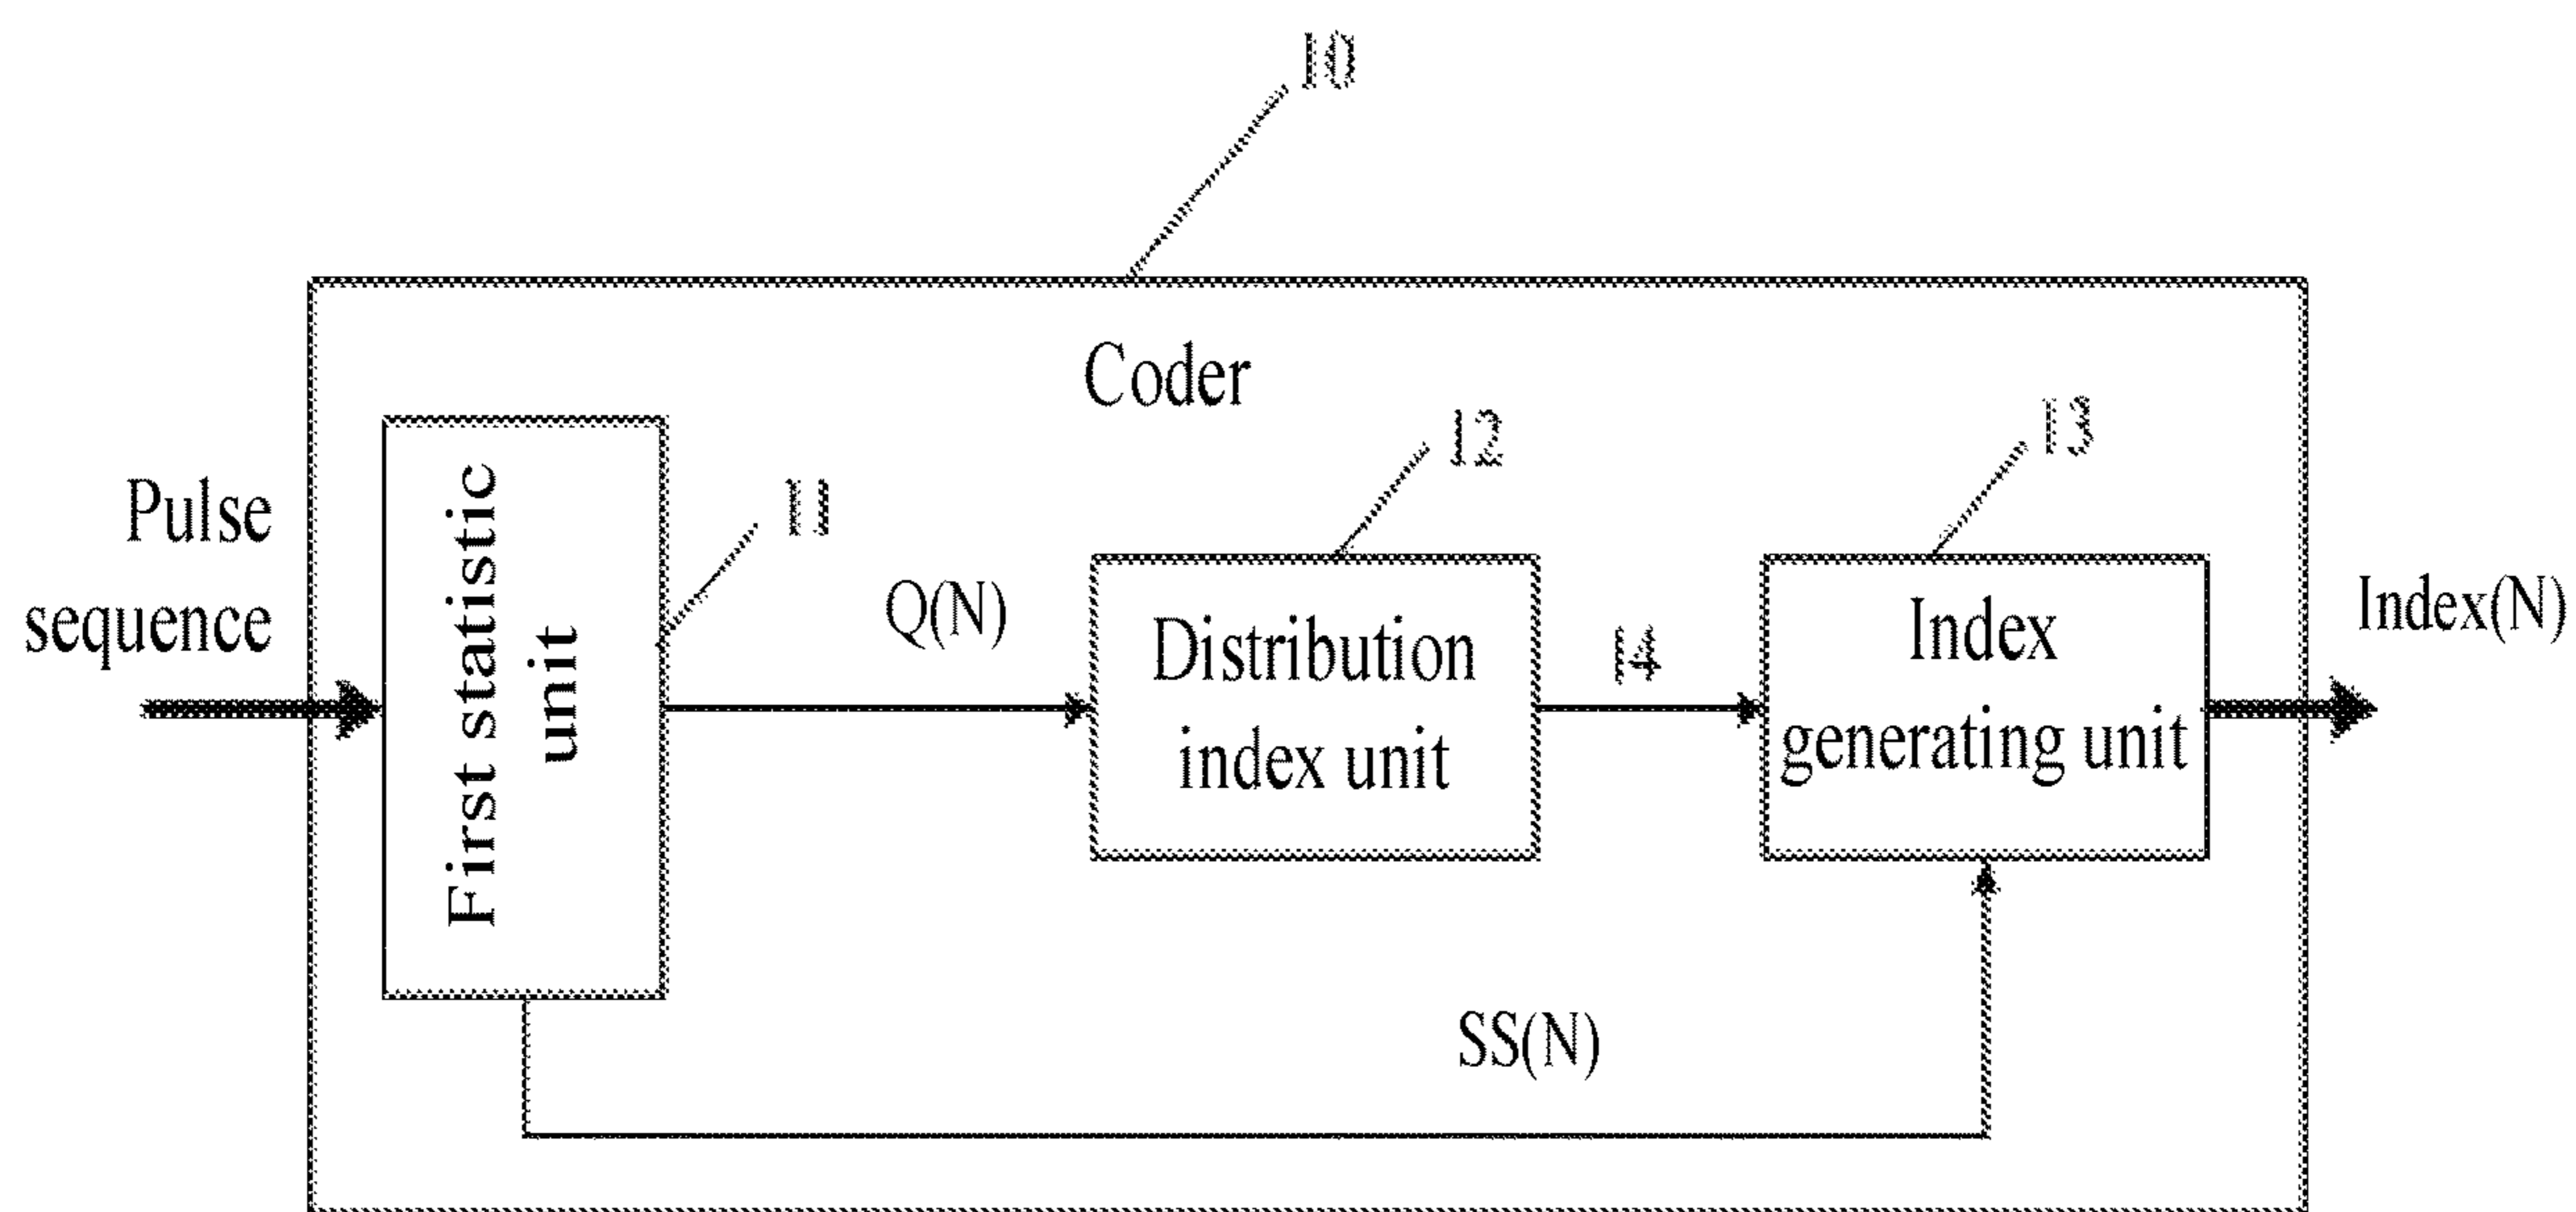 10
Coder
Pulse
sequence
First statistic
unit
11
Q(N)
12
Distribution
index unit
14
13
Index
generating unit
Index(N)
SS(N)